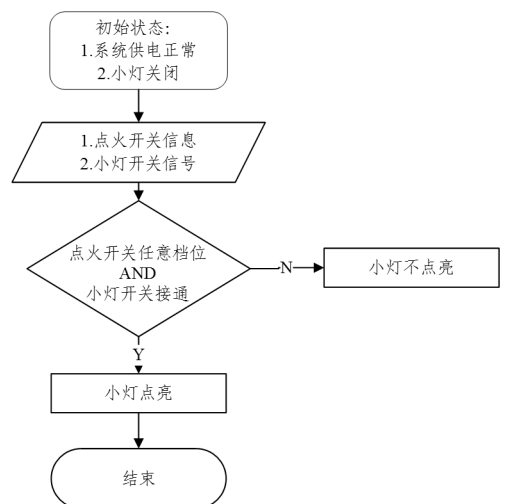 初始状态：
1.系统供电正常
2.小灯关闭
1.点火开关信息
2.小灯开关信号
点火开关任意档位
AND
小灯开关接通
N
小灯不点亮
Y
小灯点亮
结束